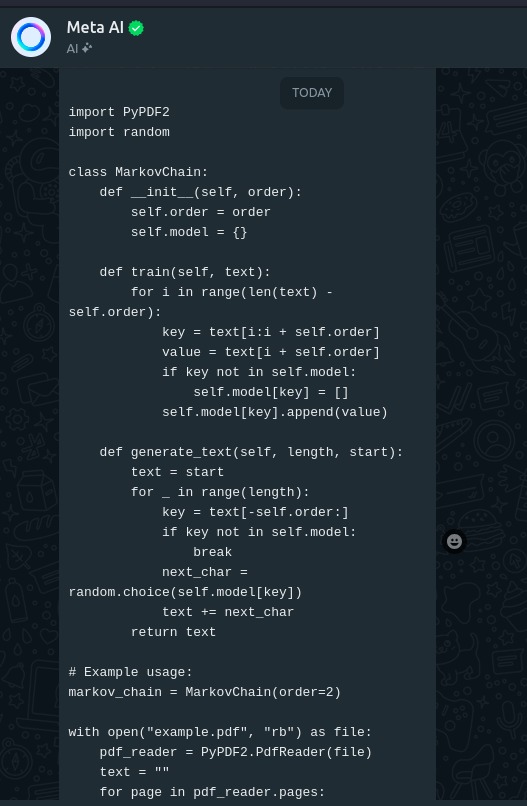 Meta AI
AI
TODAY
import PyPDF2
import random

class MarkovChain:
    def __init__(self, order):
        self.order = order
        self.model = {}

    def train(self, text):
        for i in range(len(text) -
self.order):
            key = text[i:i + self.order]
            value = text[i + self.order]
            if key not in self.model:
                self.model[key] = []
            self.model[key].append(value)

    def generate_text(self, length, start):
        text = start
        for _ in range(length):
            key = text[-self.order:]
            if key not in self.model:
                break
            next_char =
random.choice(self.model[key])
            text += next_char
        return text

# Example usage:
markov_chain = MarkovChain(order=2)

with open("example.pdf", "rb") as file:
    pdf_reader = PyPDF2.PdfReader(file)
    text = ""
    for page in pdf_reader.pages: